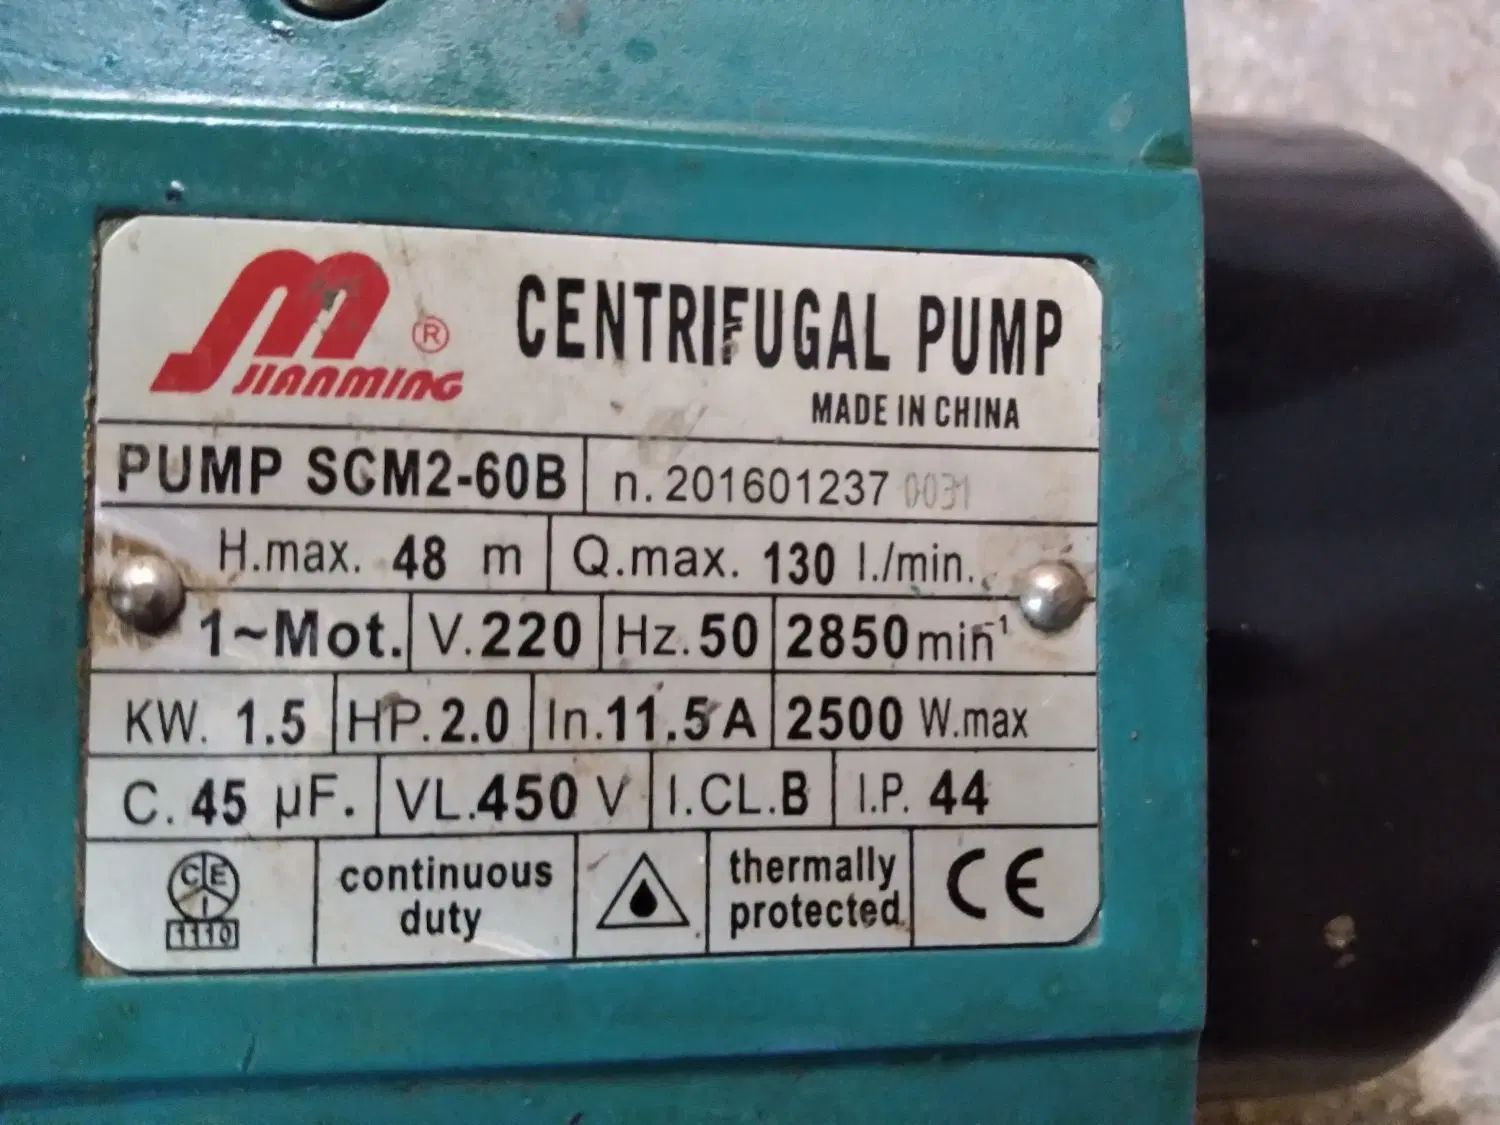 JIANMING ®
CENTRIFUGAL PUMP
MADE IN CHINA
PUMP SCM2-60B n. 201601237 0031
H.max. 48 m Q.max. 130 l./min.
1~Mot. V.220 Hz.50 2850 min⁻¹
KW. 1.5 HP.2.0 In.11.5 A 2500 W.max
C. 45 µF. VL.450 V I.CL.B I.P. 44
CEI
1110
continuous
duty
thermally
protected
CE